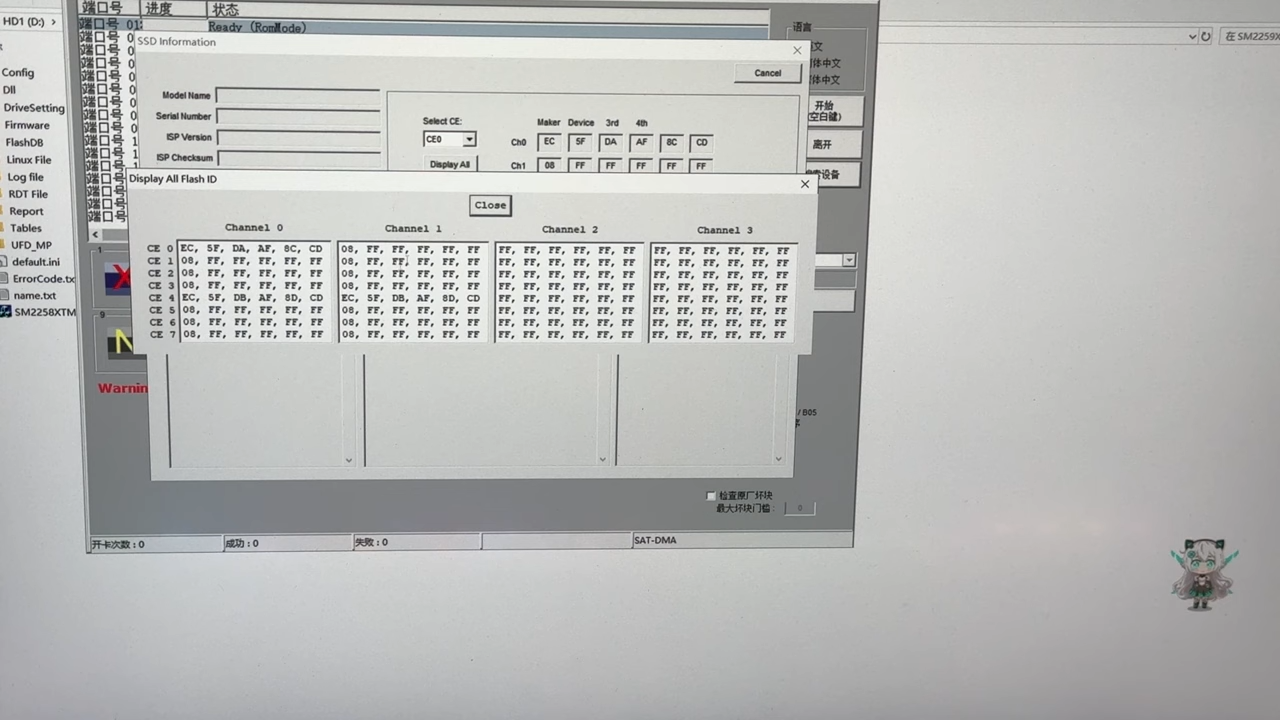 端口号 进度 状态
HD1 (D:)
端口号 01: Ready (RomMode)
语言
在 SM2259X
SSD Information
Config
Dll
DriveSetting
Firmware
FlashDB
Linux File
Log file
RDT File
Report
Tables
UFD_MP
default.ini
ErrorCode.tx
name.txt
SM2258XTM
Cancel
Model Name
Serial Number
ISP Version
ISP Checksum
Select CE:
CE0
Display All
Maker Device 3rd 4th
Ch0 EC 5F DA AF 8C CD
Ch1 08 FF FF FF FF FF
体中文
体中文
开始
(空白键)
离开
设备
Display All Flash ID
Close
Channel 0 Channel 1 Channel 2 Channel 3
CE 0 EC, 5F, DA, AF, 8C, CD 08, FF, FF, FF, FF, FF FF, FF, FF, FF, FF, FF FF, FF, FF, FF, FF, FF
CE 1 08, FF, FF, FF, FF, FF 08, FF, FF, FF, FF, FF FF, FF, FF, FF, FF, FF FF, FF, FF, FF, FF, FF
CE 2 08, FF, FF, FF, FF, FF 08, FF, FF, FF, FF, FF FF, FF, FF, FF, FF, FF FF, FF, FF, FF, FF, FF
CE 3 08, FF, FF, FF, FF, FF 08, FF, FF, FF, FF, FF FF, FF, FF, FF, FF, FF FF, FF, FF, FF, FF, FF
CE 4 EC, 5F, DB, AF, 8D, CD EC, 5F, DB, AF, 8D, CD FF, FF, FF, FF, FF, FF FF, FF, FF, FF, FF, FF
CE 5 08, FF, FF, FF, FF, FF 08, FF, FF, FF, FF, FF FF, FF, FF, FF, FF, FF FF, FF, FF, FF, FF, FF
CE 6 08, FF, FF, FF, FF, FF 08, FF, FF, FF, FF, FF FF, FF, FF, FF, FF, FF FF, FF, FF, FF, FF, FF
CE 7 08, FF, FF, FF, FF, FF 08, FF, FF, FF, FF, FF FF, FF, FF, FF, FF, FF FF, FF, FF, FF, FF, FF
1
9
N
Warnin
/ B05
检查原厂坏块
最大坏块门槛: 0
开卡次数 : 0 成功 : 0 失败 : 0 SAT-DMA